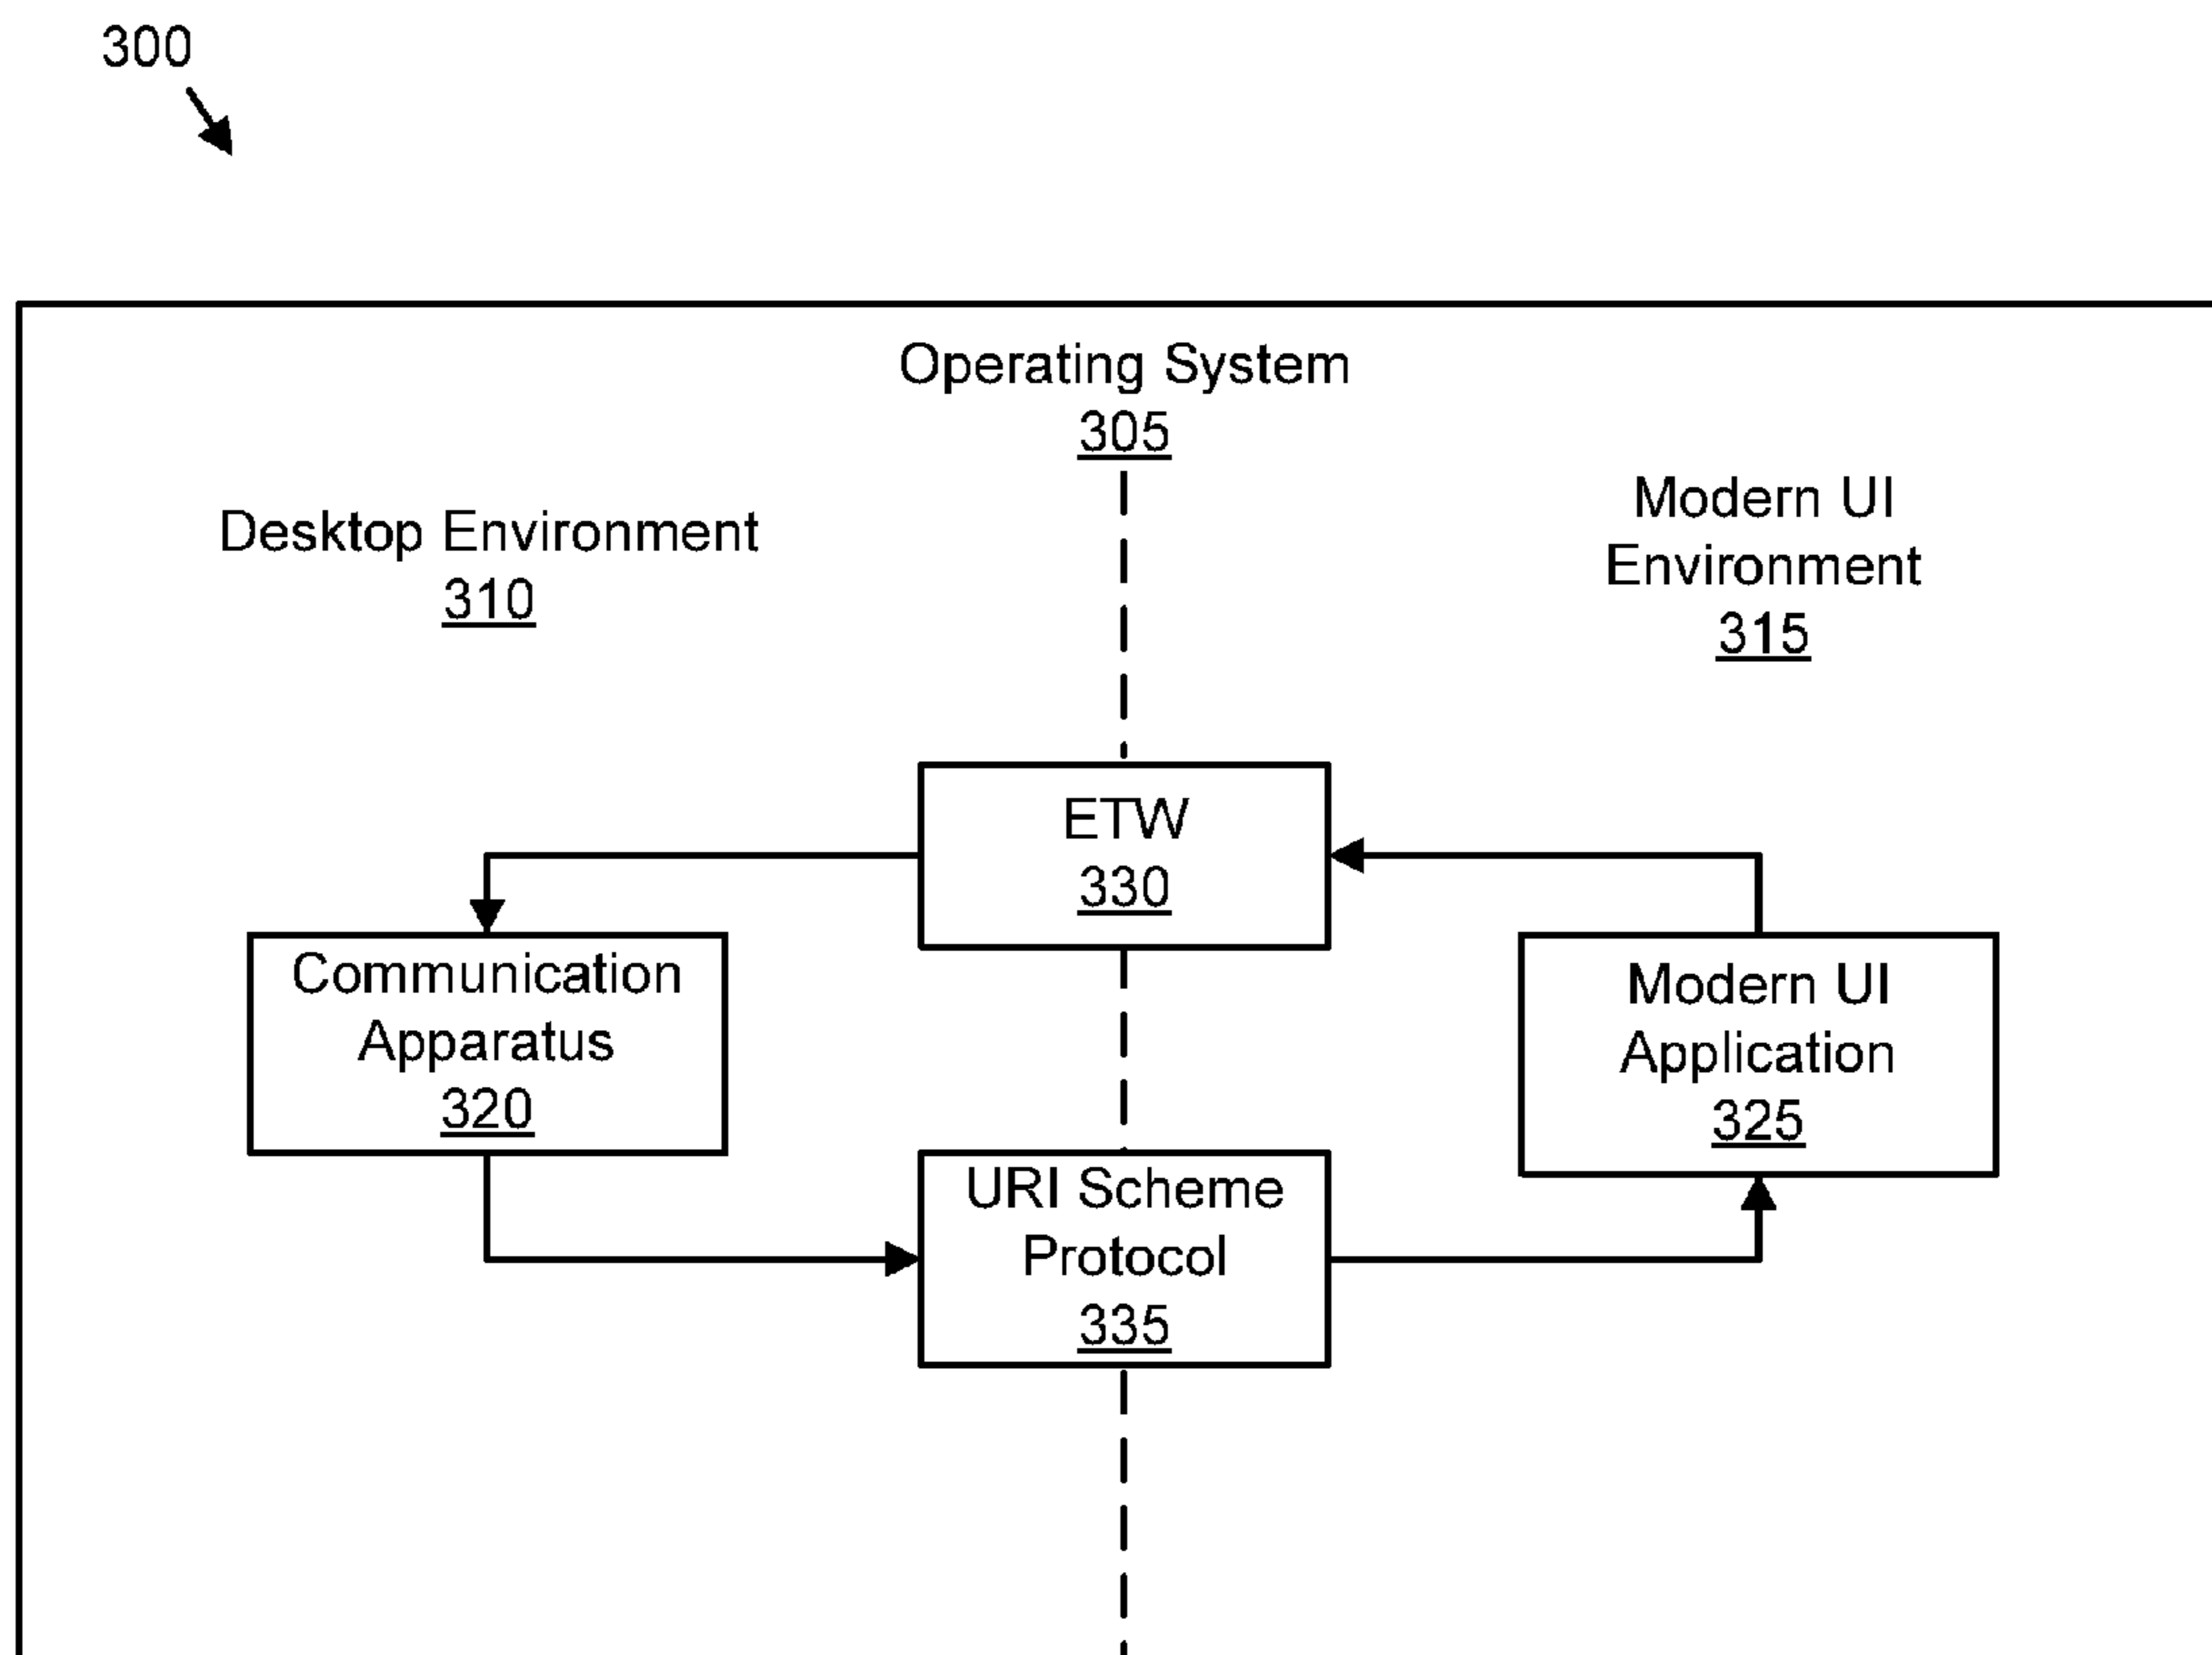 300
Operating System
305
Desktop Environment
310
Modern UI
Environment
315
ETW
330
Communication
Apparatus
320
Modern UI
Application
325
URI Scheme
Protocol
335